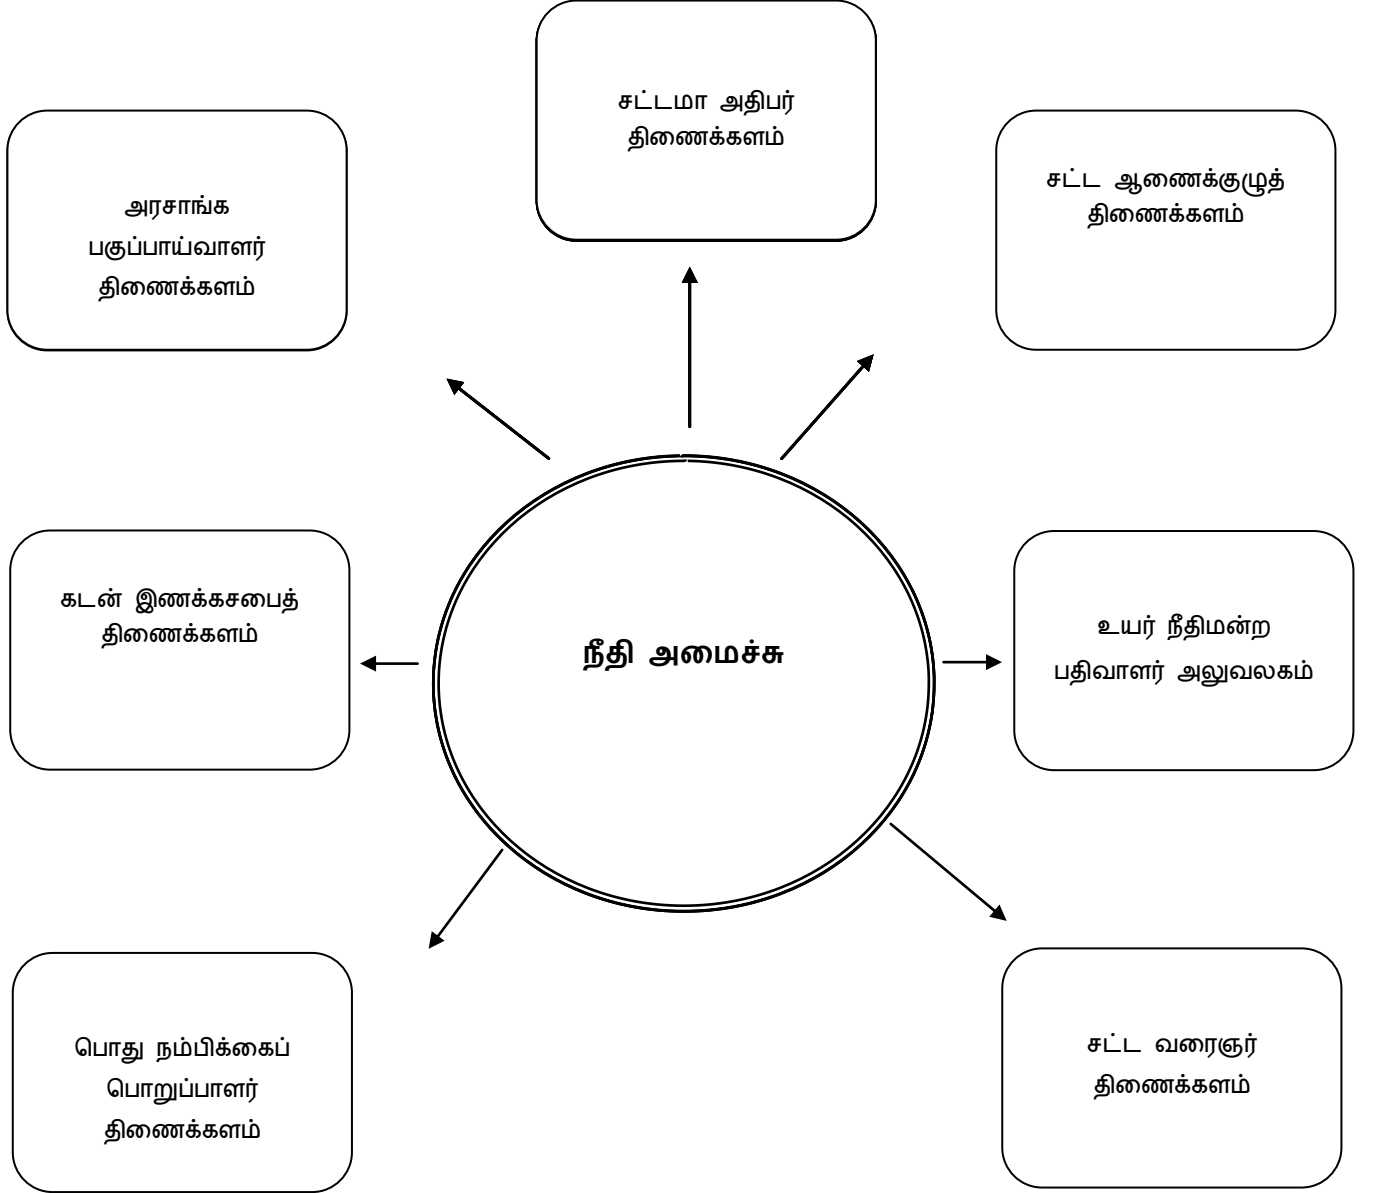 சட்டமா அதிபர்
திணைக்களம்
அரசாங்க
பகுப்பாய்வாளர்
திணைக்களம்
சட்ட ஆணைக்குழுத்
திணைக்களம்
கடன் இணக்கசபைத்
திணைக்களம்
நீதி அமைச்சு
உயர் நீதிமன்ற
பதிவாளர் அலுவலகம்
பொது நம்பிக்கைப்
பொறுப்பாளர்
திணைக்களம்
சட்ட வரைஞர்
திணைக்களம்